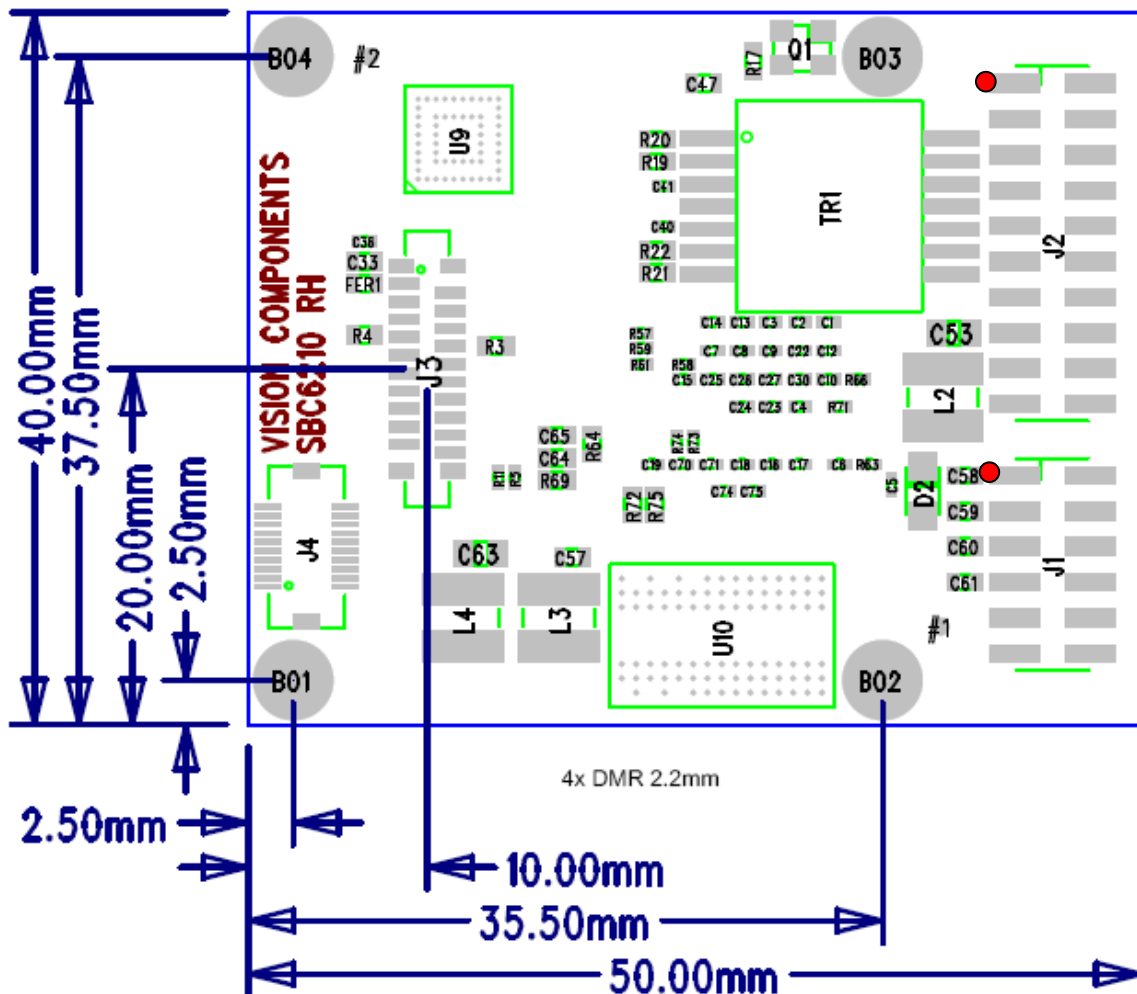 B04
#2
Q1
B03
R17
C47
U9
R20
R19
C41
TR1
C40
R22
R21
J2
40.00mm
37.50mm
20.00mm
2.50mm
VISION COMPONENTS
SBC6210 RH
C36
C33
FER1
R4
J3
R3
C14 C13 C3 C2 C1
R57
R59
R61
C7 C8 C9 C22 C12
R58
C15 C25 C26 C27 C30 C10 R66
C24 C23 C4 R71
C53
L2
C65
C64
R69
R64
R74 R73
C19 C70 C71 C18 C16 C17 C6 R63
C74 C75
R11 R5
R72 R75
C5
D2
C58
C59
C60
C61
J1
J4
C63
C57
L4
L3
U10
#1
B01
B02
4x DMR 2.2mm
2.50mm
10.00mm
35.50mm
50.00mm